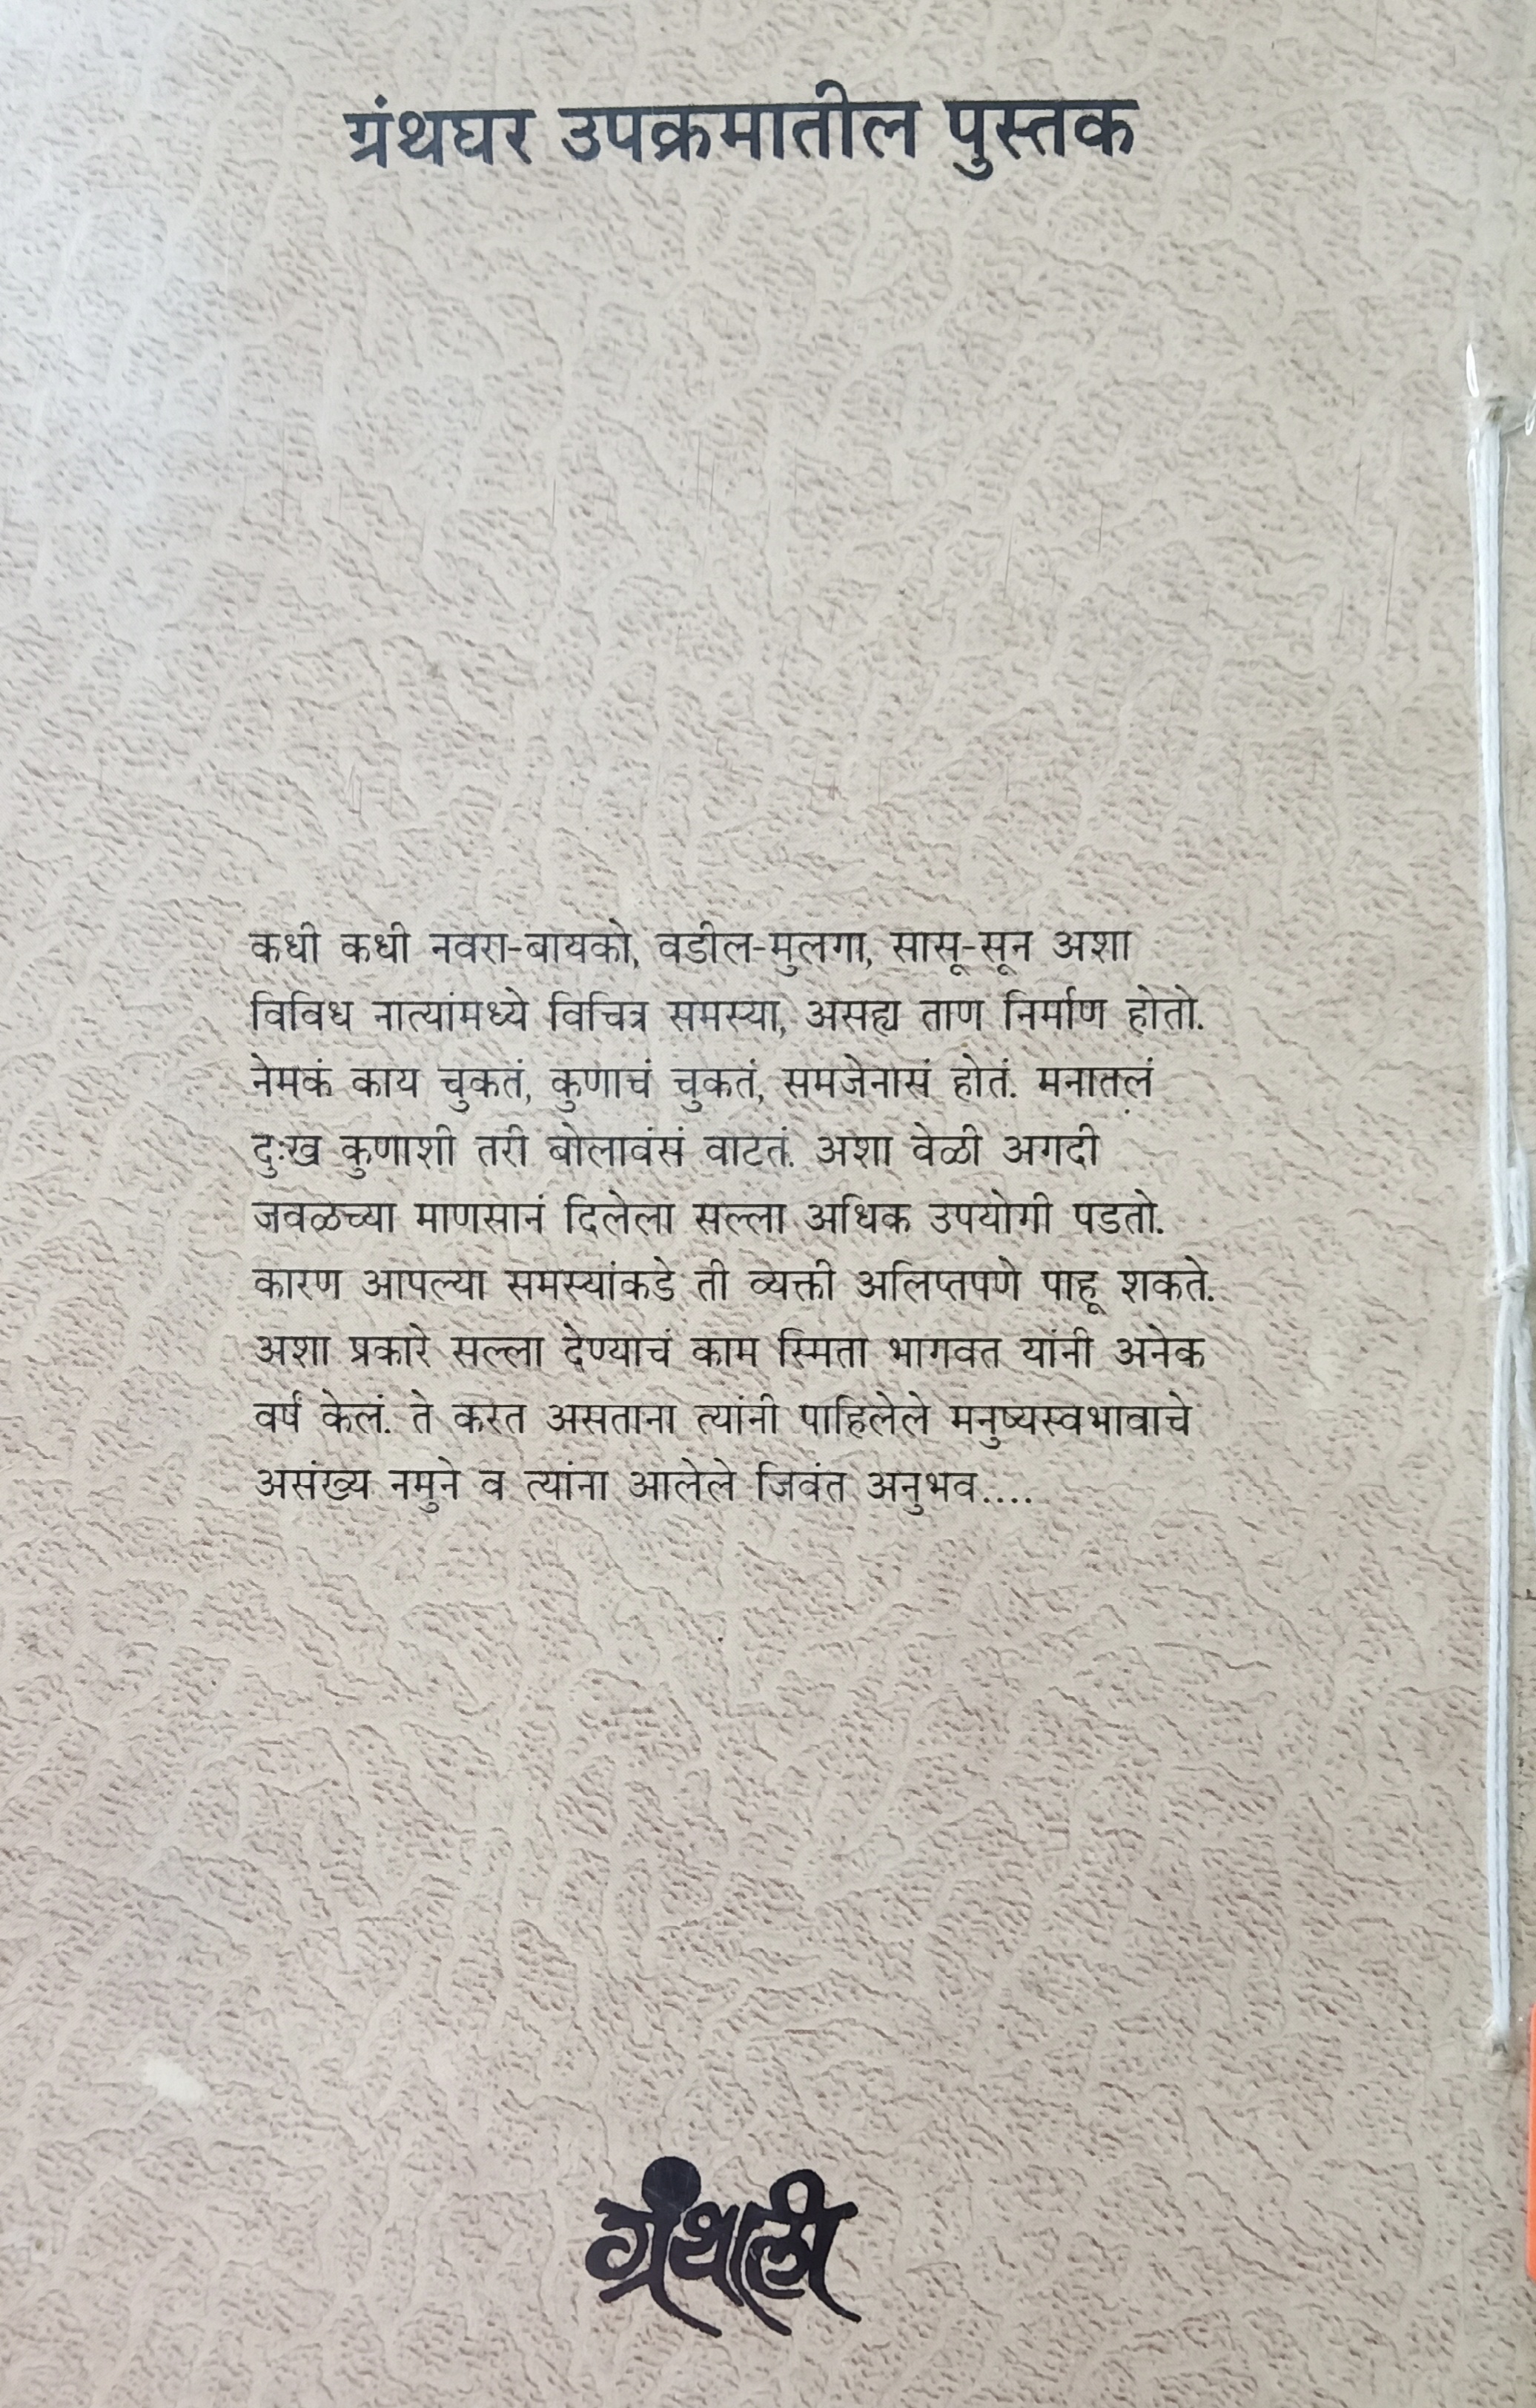 ग्रंथघर उपक्रमातील पुस्तक
कधी कधी नवरा-बायको, वडील-मुलगा, सासू-सून अशा
विविध नात्यांमध्ये विचित्र समस्या, असह्य ताण निर्माण होतो.
नेमकं काय चुकतं, कुणाचं चुकतं, समजेनासं होतं. मनातलं
दुःख कुणाशी तरी बोलावंसं वाटतं. अशा वेळी अगदी
जवळच्या माणसानं दिलेला सल्ला अधिक उपयोगी पडतो.
कारण आपल्या समस्यांकडे ती व्यक्ती अलिप्तपणे पाहू शकते.
अशा प्रकारे सल्ला देण्याचं काम स्मिता भागवत यांनी अनेक
वर्षं केलं. ते करत असताना त्यांनी पाहिलेले मनुष्यस्वभावाचे
असंख्य नमुने व त्यांना आलेले जिवंत अनुभव....
ग्रंथाली